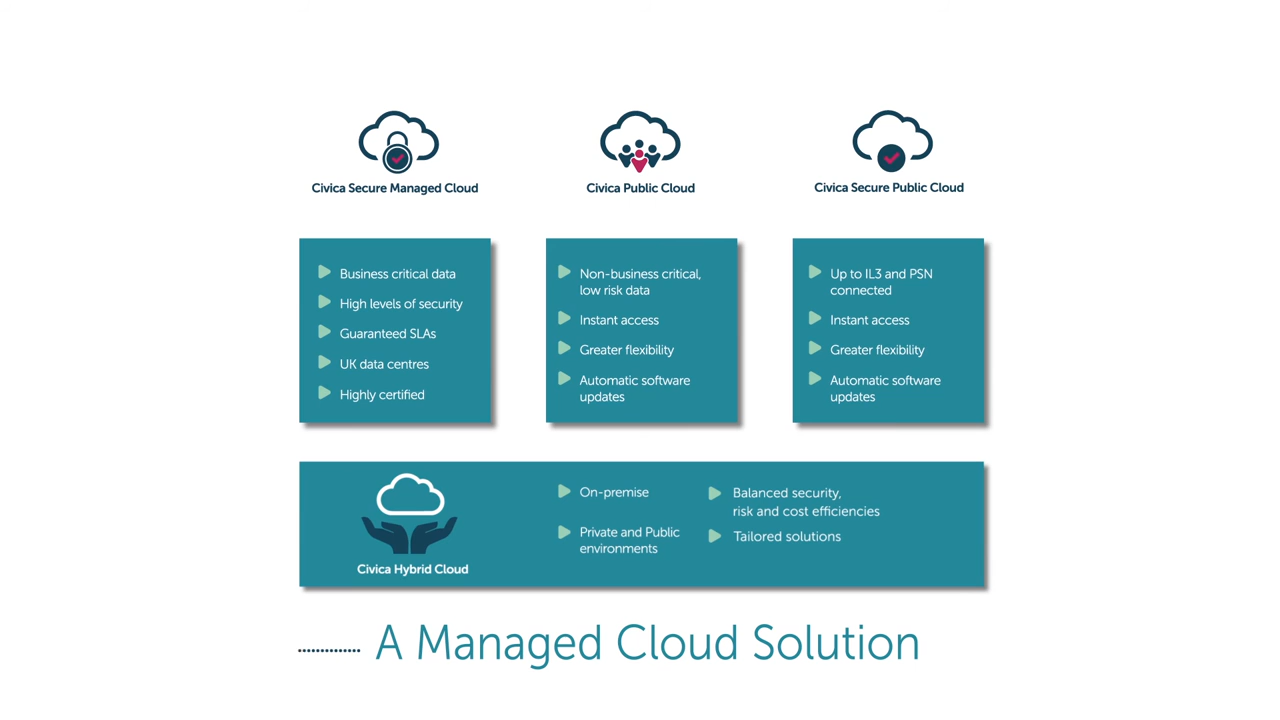 Civica Secure Managed Cloud
Civica Public Cloud
Civica Secure Public Cloud
Business critical data
High levels of security
Guaranteed SLAs
UK data centres
Highly certified
Non-business critical,
low risk data
Instant access
Greater flexibility
Automatic software
updates
Up to IL3 and PSN
connected
Instant access
Greater flexibility
Automatic software
updates
Civica Hybrid Cloud
On-premise
Private and Public
environments
Balanced security,
risk and cost efficiencies
Tailored solutions
A Managed Cloud Solution